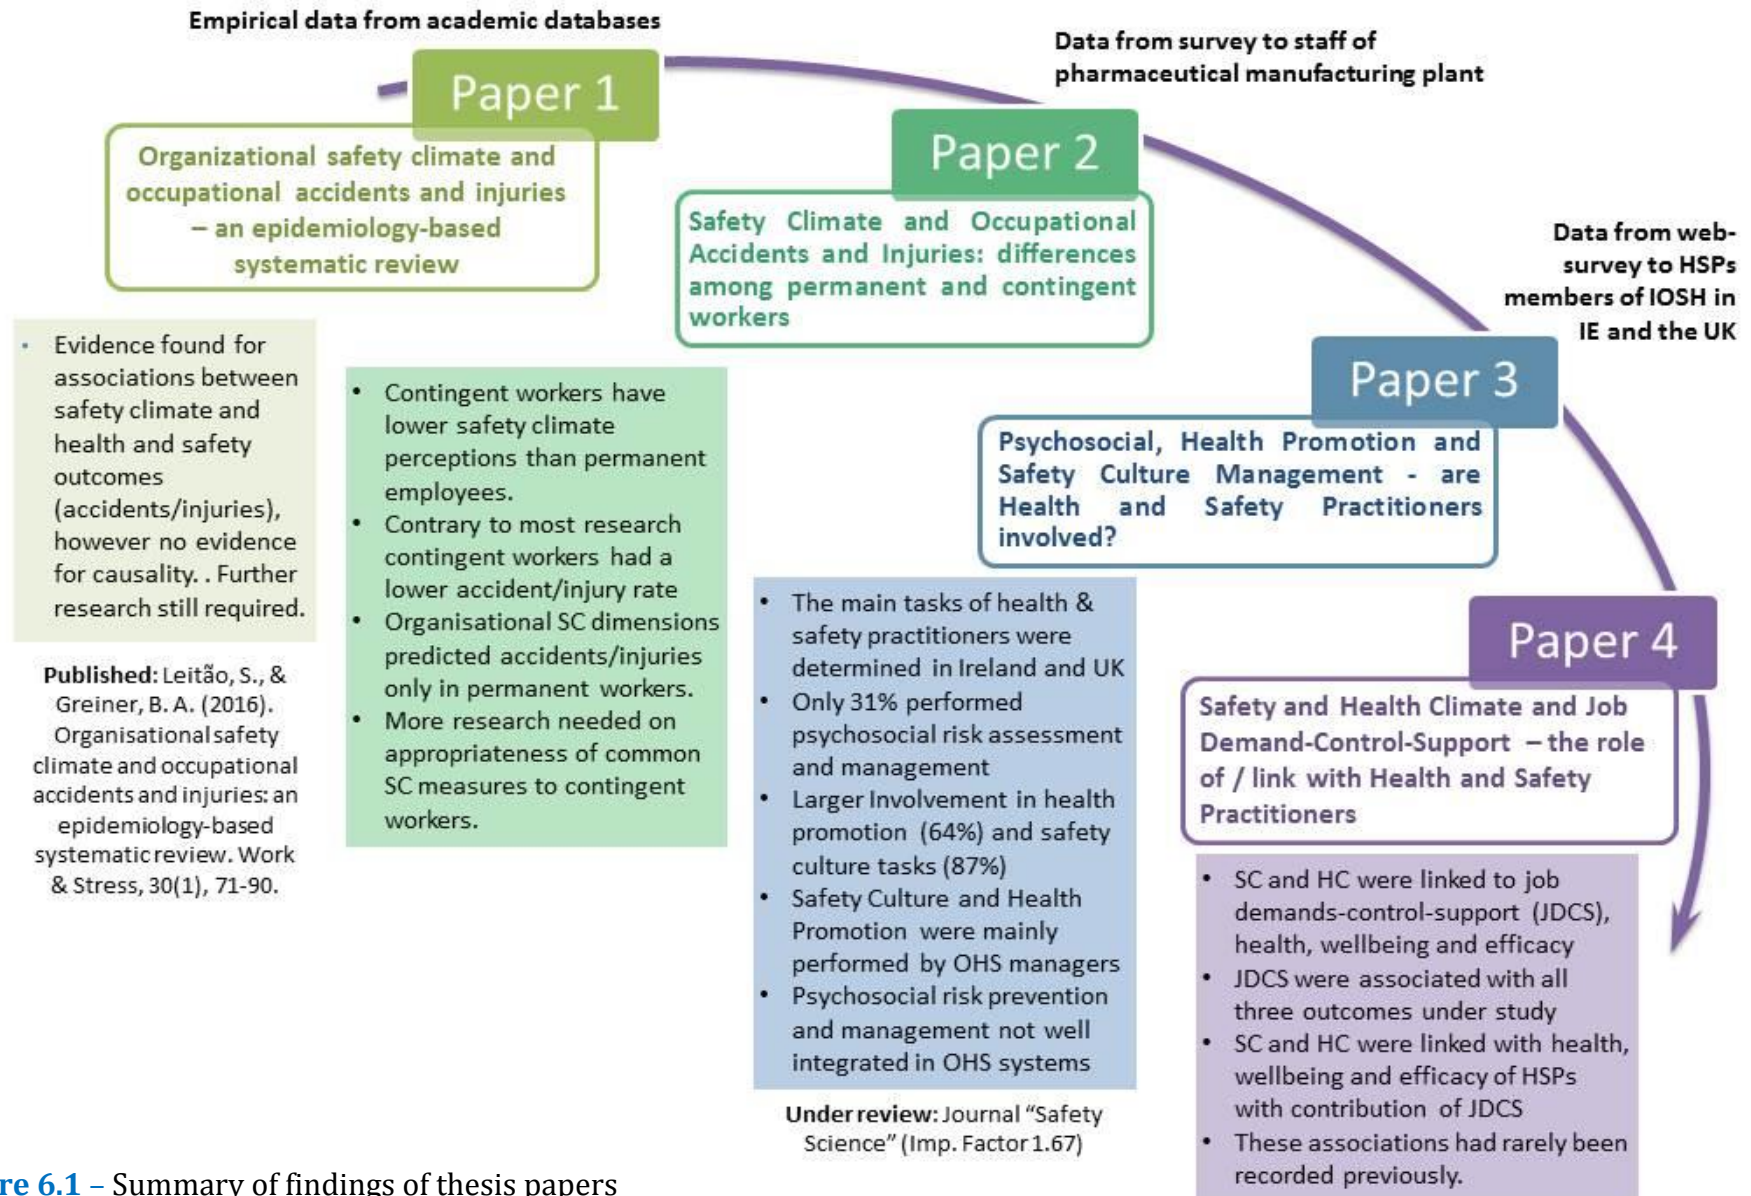 Empirical data from academic databases
Paper 1
Organizational safety climate and
occupational accidents and injuries
– an epidemiology-based
systematic review
• Evidence found for
associations between
safety climate and
health and safety
outcomes
(accidents/injuries),
however no evidence
for causality. . Further
research still required.
Published: Leitão, S., &
Greiner, B. A. (2016).
Organisational safety
climate and occupational
accidents and injuries: an
epidemiology-based
systematic review. Work
& Stress, 30(1), 71-90.
Data from survey to staff of
pharmaceutical manufacturing plant
Paper 2
Safety Climate and Occupational
Accidents and Injuries: differences
among permanent and contingent
workers
• Contingent workers have
lower safety climate
perceptions than permanent
employees.
• Contrary to most research
contingent workers had a
lower accident/injury rate
• Organisational SC dimensions
predicted accidents/injuries
only in permanent workers.
• More research needed on
appropriateness of common
SC measures to contingent
workers.
Data from web-
survey to HSPs
members of IOSH in
IE and the UK
Paper 3
Psychosocial, Health Promotion and
Safety Culture Management - are
Health and Safety Practitioners
involved?
• The main tasks of health &
safety practitioners were
determined in Ireland and UK
• Only 31% performed
psychosocial risk assessment
and management
• Larger Involvement in health
promotion (64%) and safety
culture tasks (87%)
• Safety Culture and Health
Promotion were mainly
performed by OHS managers
• Psychosocial risk prevention
and management not well
integrated in OHS systems
Under review: Journal “Safety
Science” (Imp. Factor 1.67)
Paper 4
Safety and Health Climate and Job
Demand-Control-Support – the role
of / link with Health and Safety
Practitioners
• SC and HC were linked to job
demands-control-support (JDCS),
health, wellbeing and efficacy
• JDCS were associated with all
three outcomes under study
• SC and HC were linked with health,
wellbeing and efficacy of HSPs
with contribution of JDCS
• These associations had rarely been
recorded previously.
re 6.1 – Summary of findings of thesis papers